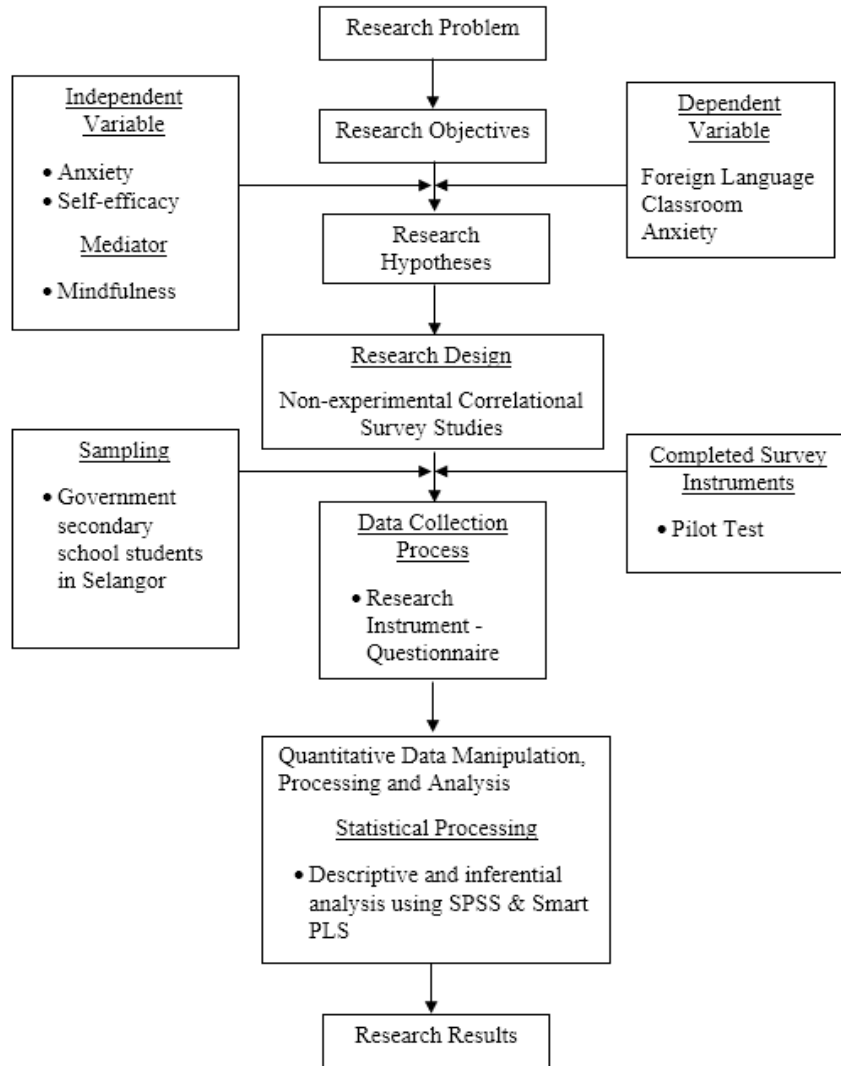 Research Problem
Independent
Variable
• Anxiety
• Self-efficacy
Mediator
• Mindfulness
Research Objectives
Dependent
Variable
Foreign Language
Classroom
Anxiety
Research
Hypotheses
Research Design
Non-experimental Correlational
Survey Studies
Sampling
• Government
secondary
school students
in Selangor
Completed Survey
Instruments
• Pilot Test
Data Collection
Process
• Research
Instrument -
Questionnaire
Quantitative Data Manipulation,
Processing and Analysis
Statistical Processing
• Descriptive and inferential
analysis using SPSS & Smart
PLS
Research Results